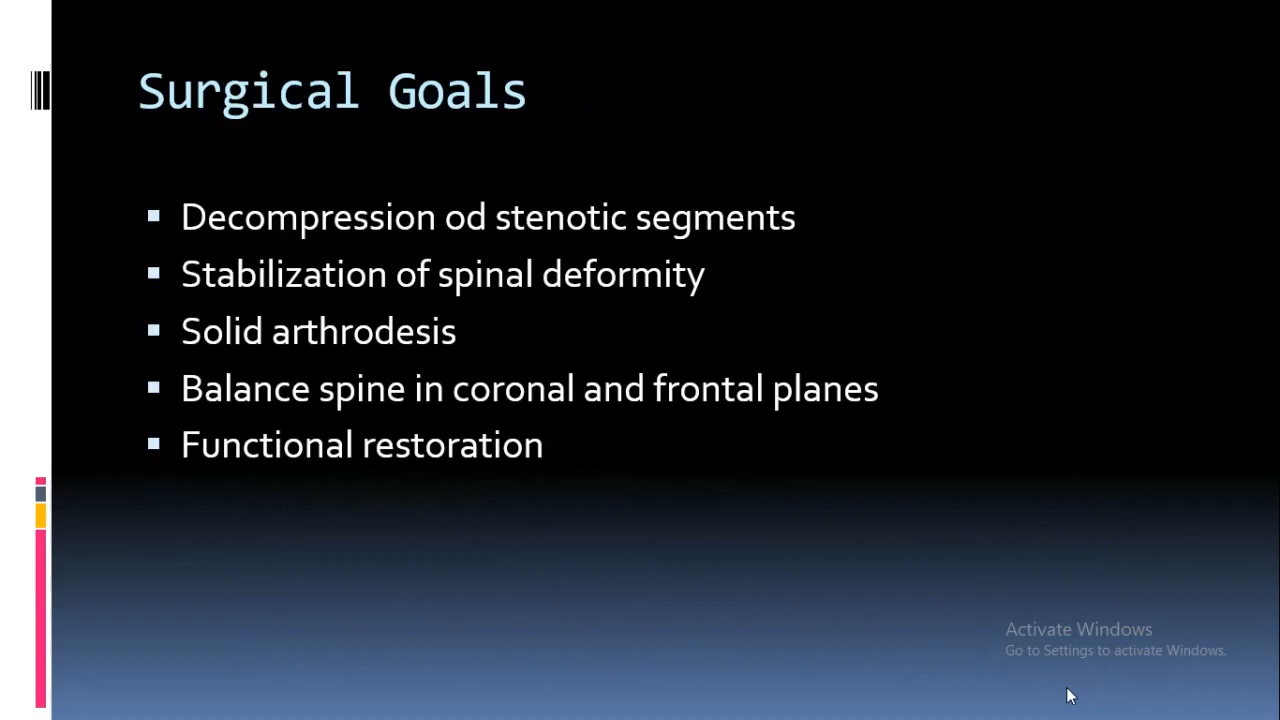 Surgical Goals
Decompression od stenotic segments
Stabilization of spinal deformity
Solid arthrodesis
Balance spine in coronal and frontal planes
Functional restoration
Activate Windows
Go to Settings to activate Windows.